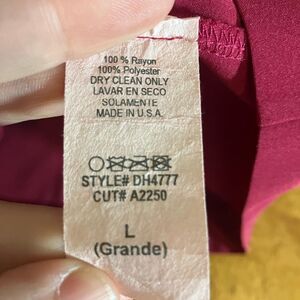 100 % Rayon
100% Polyester
DRY CLEAN ONLY
LAVAR EN SECO
SOLAMENTE
MADE IN U.S.A.
STYLE# DH4777
CUT# A2250
L
(Grande)